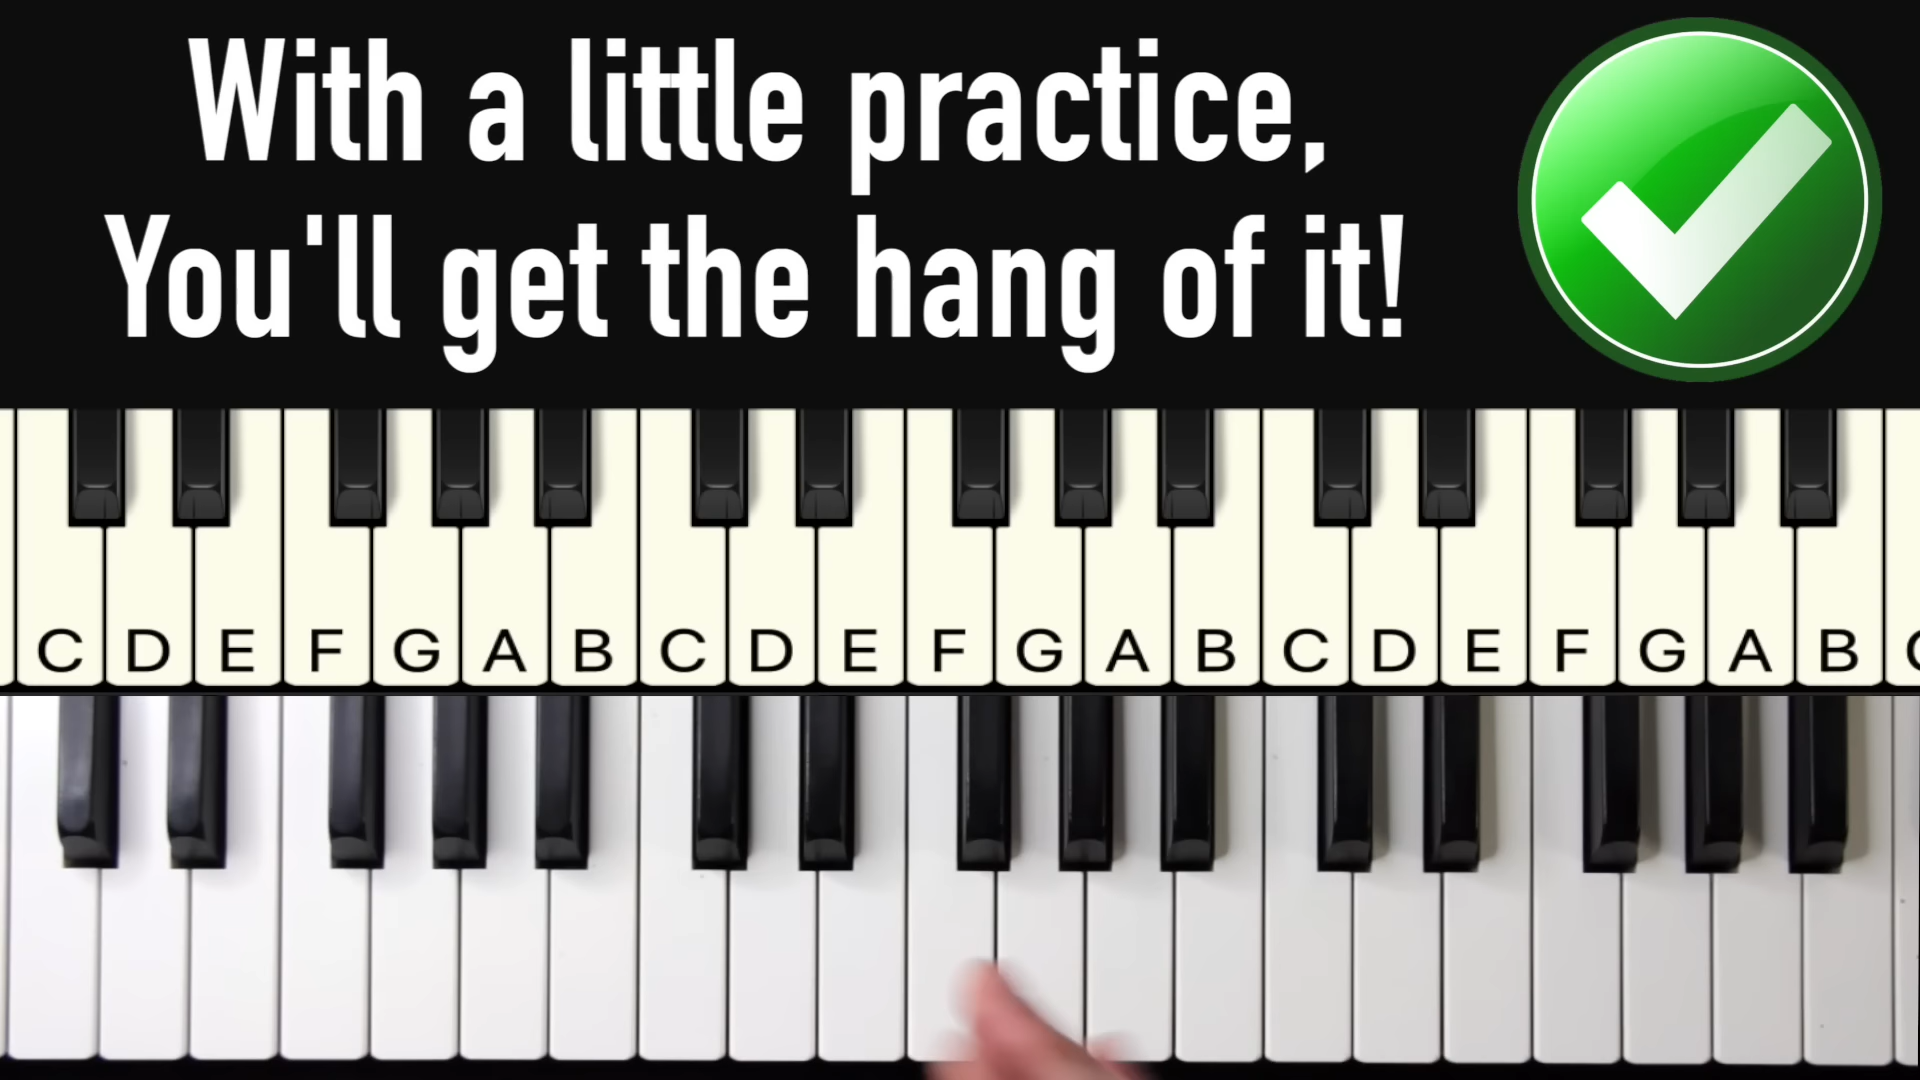 With a little practice,
You'll get the hang of it!
C D E F G A B C D E F G A B C D E F G A B C